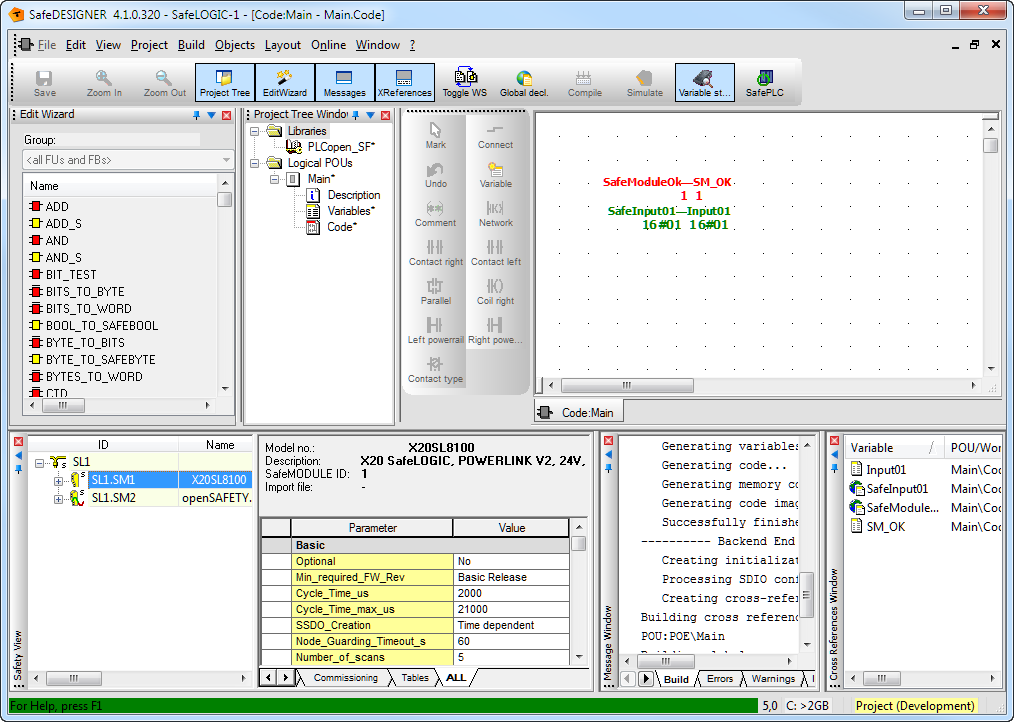 SafeDESIGNER 4.1.0.320 - SafeLOGIC-1 - [Code:Main - Main.Code]
File Edit View Project Build Objects Layout Online Window ?
Save Zoom In Zoom Out Project Tree EditWizard Messages XReferences Toggle WS Global decl. Compile Simulate Variable st... SafePLC
Edit Wizard
Group:
<all FUs and FBs>
Name
ADD
ADD_S
AND
AND_S
BIT_TEST
BITS_TO_BYTE
BITS_TO_WORD
BOOL_TO_SAFEBOOL
BYTE_TO_BITS
BYTE_TO_SAFEBYTE
BYTES_TO_WORD
CTD
Project Tree Windov
Libraries
PLCopen_SF*
Logical POUs
Main*
Description
Variables*
Code*
Mark Connect
Undo Variable
Comment Network
Contact right Contact left
Parallel Coil right
Left powerrail Right powe...
Contact type
SafeModuleOk—SM_OK
1 1
SafeInput01—Input01
16#01 16#01
Code:Main
Safety View
ID Name
SL1
SL1.SM1 X20SL8100
SL1.SM2 openSAFETY.
Model no.: X20SL8100
Description: X20 SafeLOGIC, POWERLINK V2, 24V,
SafeMODULE ID: 1
Import file: -
Parameter Value
Basic
Optional No
Min_required_FW_Rev Basic Release
Cycle_Time_us 2000
Cycle_Time_max_us 21000
SSDO_Creation Time dependent
Node_Guarding_Timeout_s 60
Number_of_scans 5
Commissioning Tables ALL
Message Window
Generating variables
Generating code...
Generating memory co
Generating code imag
Successfully finishe
---------- Backend End
Creating initializat
Processing SDIO conf
Creating cross-refer
Building cross referenc
POU:POE\Main
Build Errors Warnings I:
Cross References Window
Variable / POU/Wor
Input01 Main\Coc
SafeInput01 Main\Coc
SafeModule... Main\Coc
SM_OK Main\Coc
For Help, press F1 5,0 C: >2GB Project (Development)